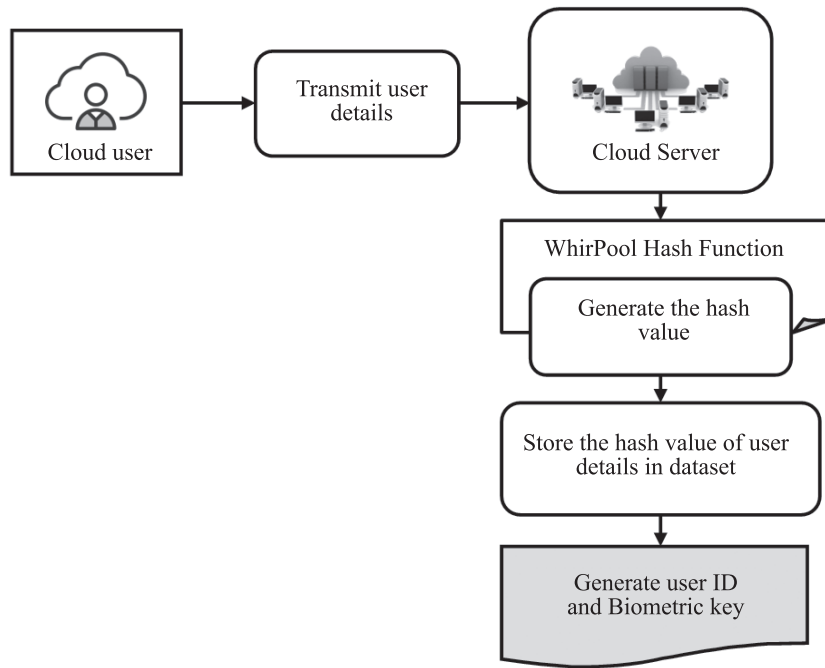 Cloud user
Transmit user
details
Cloud Server
WhirPool Hash Function
Generate the hash
value
Store the hash value of user
details in dataset
Generate user ID
and Biometric key